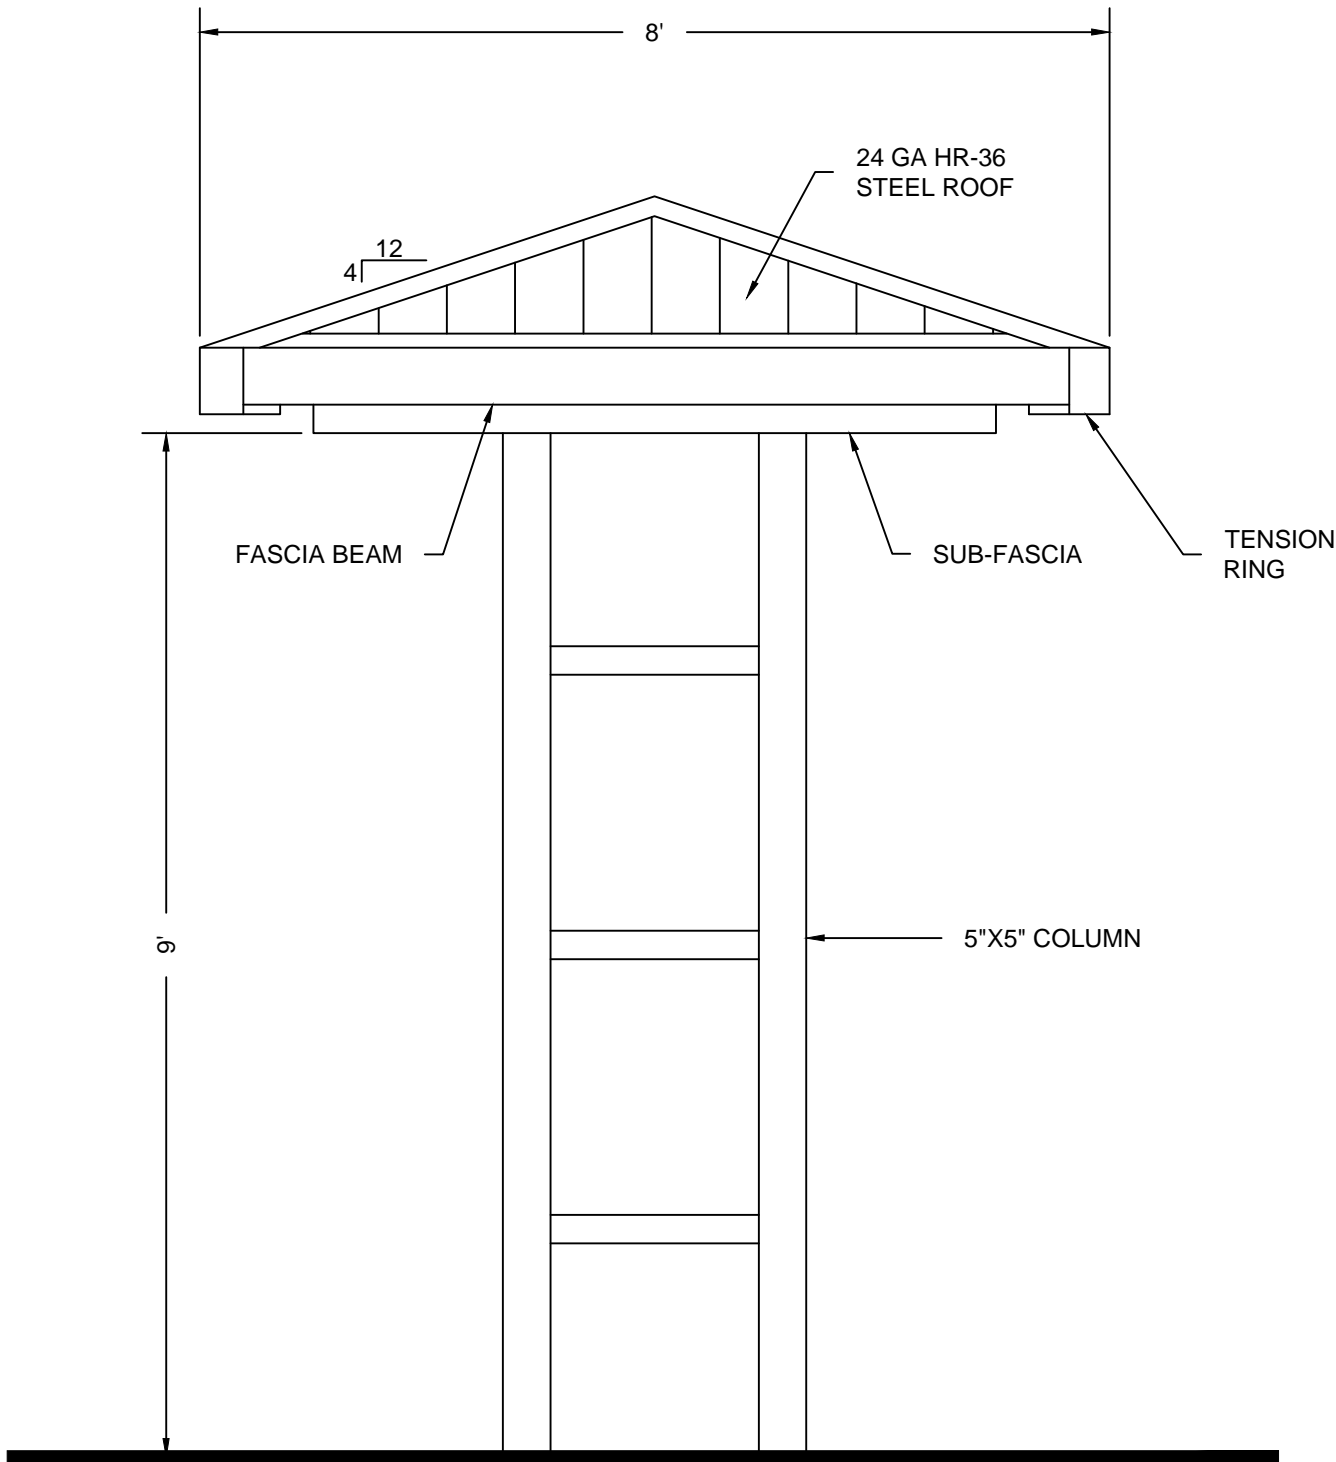 8'
24 GA HR-36
STEEL ROOF
12
4
FASCIA BEAM
SUB-FASCIA
TENSION
RING
9'
5"X5" COLUMN